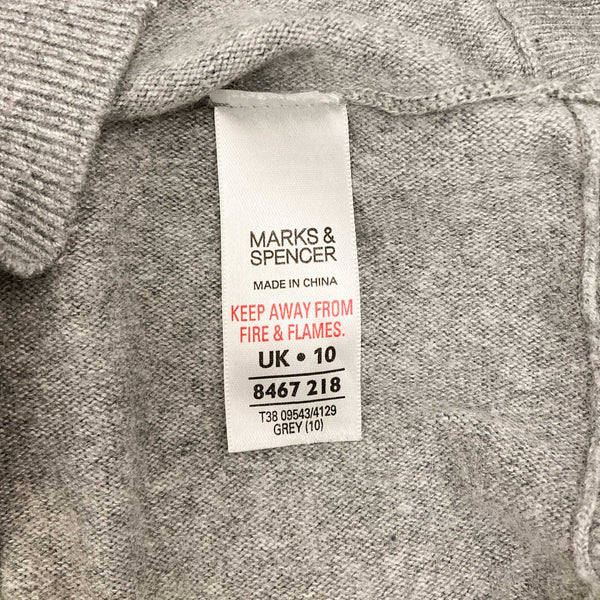 MARKS &
SPENCER
MADE IN CHINA
KEEP AWAY FROM
FIRE & FLAMES.
UK • 10
8467 218
T38 09543/4129
GREY (10)